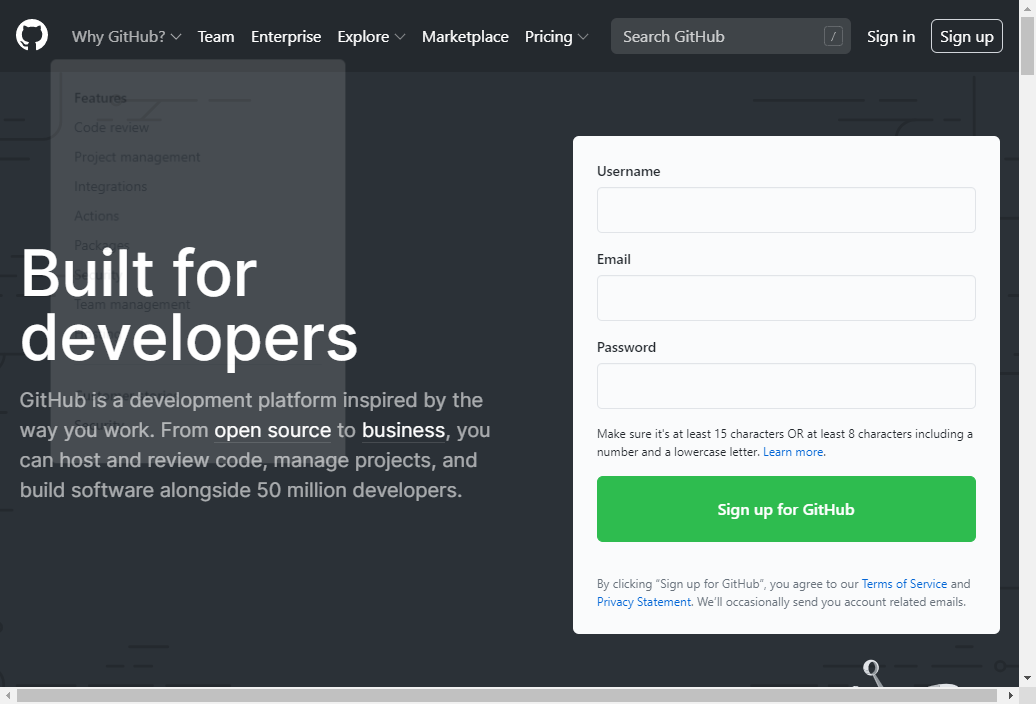 Why GitHub?
Team
Enterprise
Explore
Marketplace
Pricing
Search GitHub
/
Sign in
Sign up
Features
Code review
Project management
Integrations
Actions
Packages
Security
Team management
Built for
developers
GitHub is a development platform inspired by the
way you work. From open source to business, you
can host and review code, manage projects, and
build software alongside 50 million developers.
Username
Email
Password
Make sure it's at least 15 characters OR at least 8 characters including a
number and a lowercase letter. Learn more.
Sign up for GitHub
By clicking “Sign up for GitHub”, you agree to our Terms of Service and
Privacy Statement. We’ll occasionally send you account related emails.